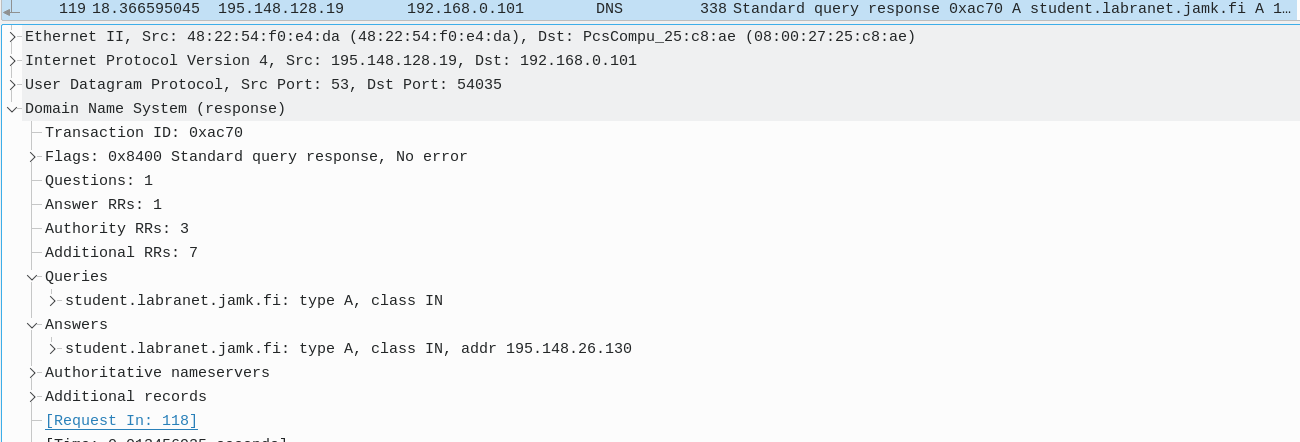 119 18.366595045 195.148.128.19 192.168.0.101 DNS 338 Standard query response 0xac70 A student.labranet.jamk.fi A 1…
Ethernet II, Src: 48:22:54:f0:e4:da (48:22:54:f0:e4:da), Dst: PcsCompu_25:c8:ae (08:00:27:25:c8:ae)
Internet Protocol Version 4, Src: 195.148.128.19, Dst: 192.168.0.101
User Datagram Protocol, Src Port: 53, Dst Port: 54035
Domain Name System (response)
Transaction ID: 0xac70
Flags: 0x8400 Standard query response, No error
Questions: 1
Answer RRs: 1
Authority RRs: 3
Additional RRs: 7
Queries
student.labranet.jamk.fi: type A, class IN
Answers
student.labranet.jamk.fi: type A, class IN, addr 195.148.26.130
Authoritative nameservers
Additional records
[Request In: 118]
[Time: seconds]